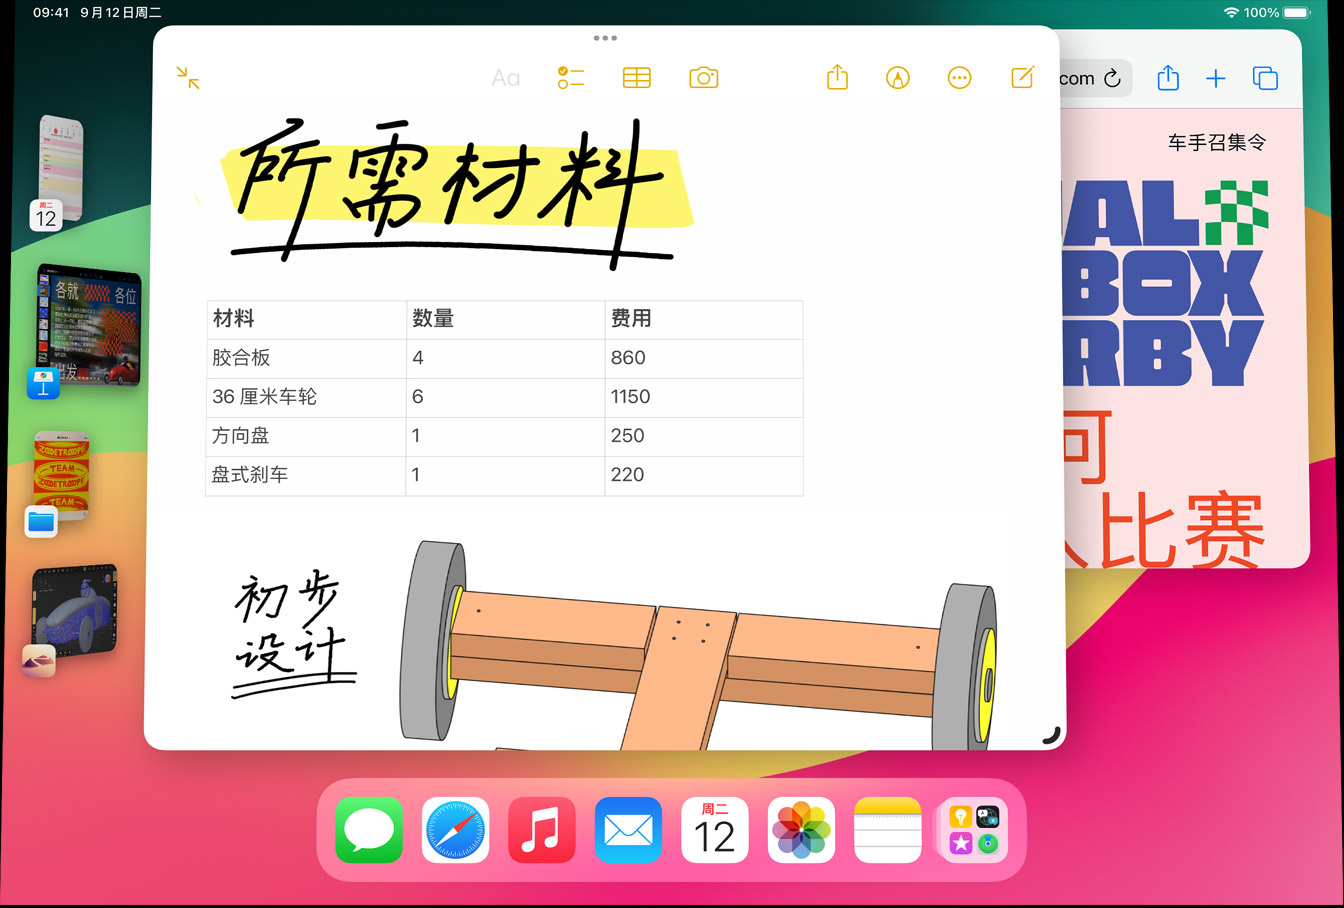 09:41 9月12日周二
100%
com
车手召集令
所需材料
材料 数量 费用
胶合板 4 860
36 厘米车轮 6 1150
方向盘 1 250
盘式刹车 1 220
初步
设计
AL
BOX
RBY
比赛
周二
12
各就 各位
出发
ZOOETROOPE
TEAM
ZOOETROOPE
TEAM
周二
12